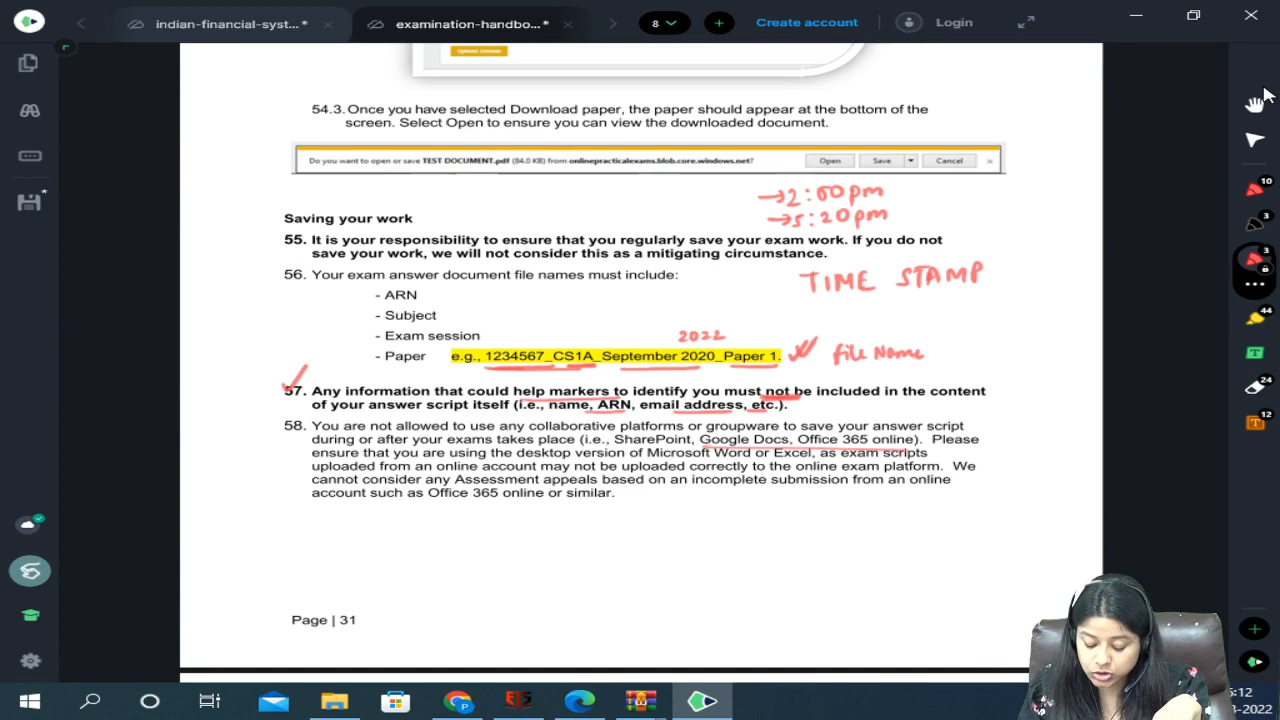 indian-financial-syst...*
examination-handbo...*
8
Create account
Login
Update Answer
54.3. Once you have selected Download paper, the paper should appear at the bottom of the
screen. Select Open to ensure you can view the downloaded document.
Do you want to open or save TEST DOCUMENT.pdf (84.0 KB) from onlinepracticalexams.blob.core.windows.net?
Open
Save
Cancel
→2:00pm
→5:20pm
Saving your work
55. It is your responsibility to ensure that you regularly save your exam work. If you do not
save your work, we will not consider this as a mitigating circumstance.
56. Your exam answer document file names must include:
TIME STAMP
- ARN
- Subject
- Exam session
2022
- Paper e.g., 1234567_CS1A_September 2020_Paper 1.
file Name
57. Any information that could help markers to identify you must not be included in the content
of your answer script itself (i.e., name, ARN, email address, etc.).
58. You are not allowed to use any collaborative platforms or groupware to save your answer script
during or after your exams takes place (i.e., SharePoint, Google Docs, Office 365 online). Please
ensure that you are using the desktop version of Microsoft Word or Excel, as exam scripts
uploaded from an online account may not be uploaded correctly to the online exam platform. We
cannot consider any Assessment appeals based on an incomplete submission from an online
account such as Office 365 online or similar.
Page | 31
10
3
3
44
24
2
5:12
3-2022